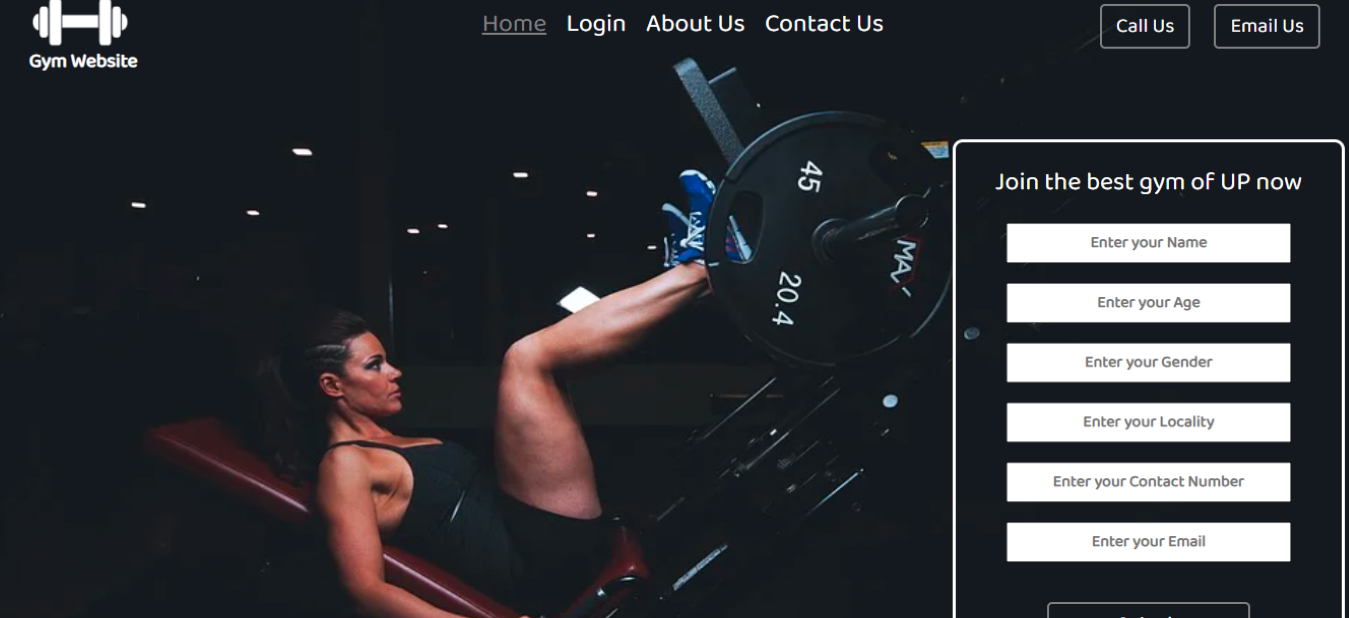 Home Login About Us Contact Us
Call Us Email Us
Gym Website
Join the best gym of UP now
Enter your Name
Enter your Age
Enter your Gender
Enter your Locality
Enter your Contact Number
Enter your Email
45
20.4